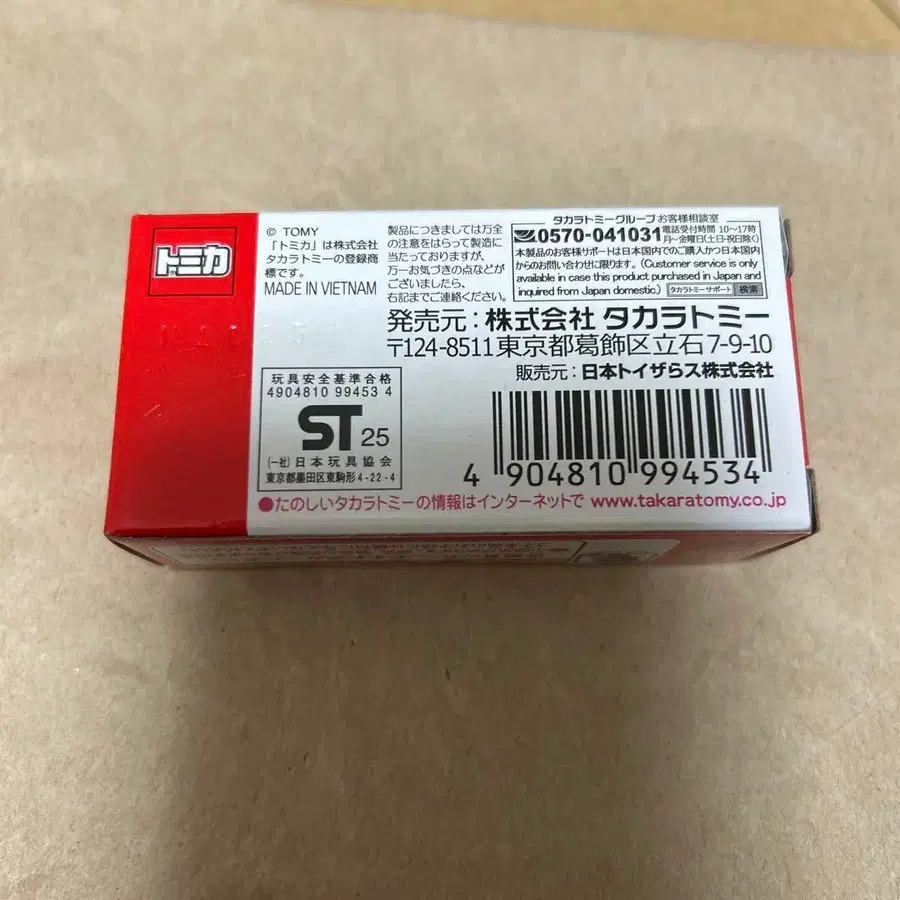 トミカ
© TOMY
「トミカ」は株式会社
タカラトミーの登録商
標です。
MADE IN VIETNAM
製品につきましては万全
の注意をはらって製造に
当たっておりますが、
万一お気づきの点などが
ございましたら、
右記までご連絡ください。
タカラトミーグループ お客様相談室
0570-041031
電話受付時間 10〜17時
月〜金曜日(土・日・祝日除く)
本製品のお客様サポートは日本国内でのご購入かつ日本国内
からのお問い合わせに限ります。(Customer service is only
available in case this product purchased in Japan and
inquired from Japan domestic.)
タカラトミーサポート 検索
発売元:株式会社 タカラトミー
〒124-8511 東京都葛飾区立石7-9-10
販売元:日本トイザらス株式会社
玩具安全基準合格
4904810 99453 4
ST 25
(一社)日本玩具協会
東京都墨田区東駒形4-22-4
4 904810 994534
●たのしいタカラトミーの情報はインターネットで www.takaratomy.co.jp